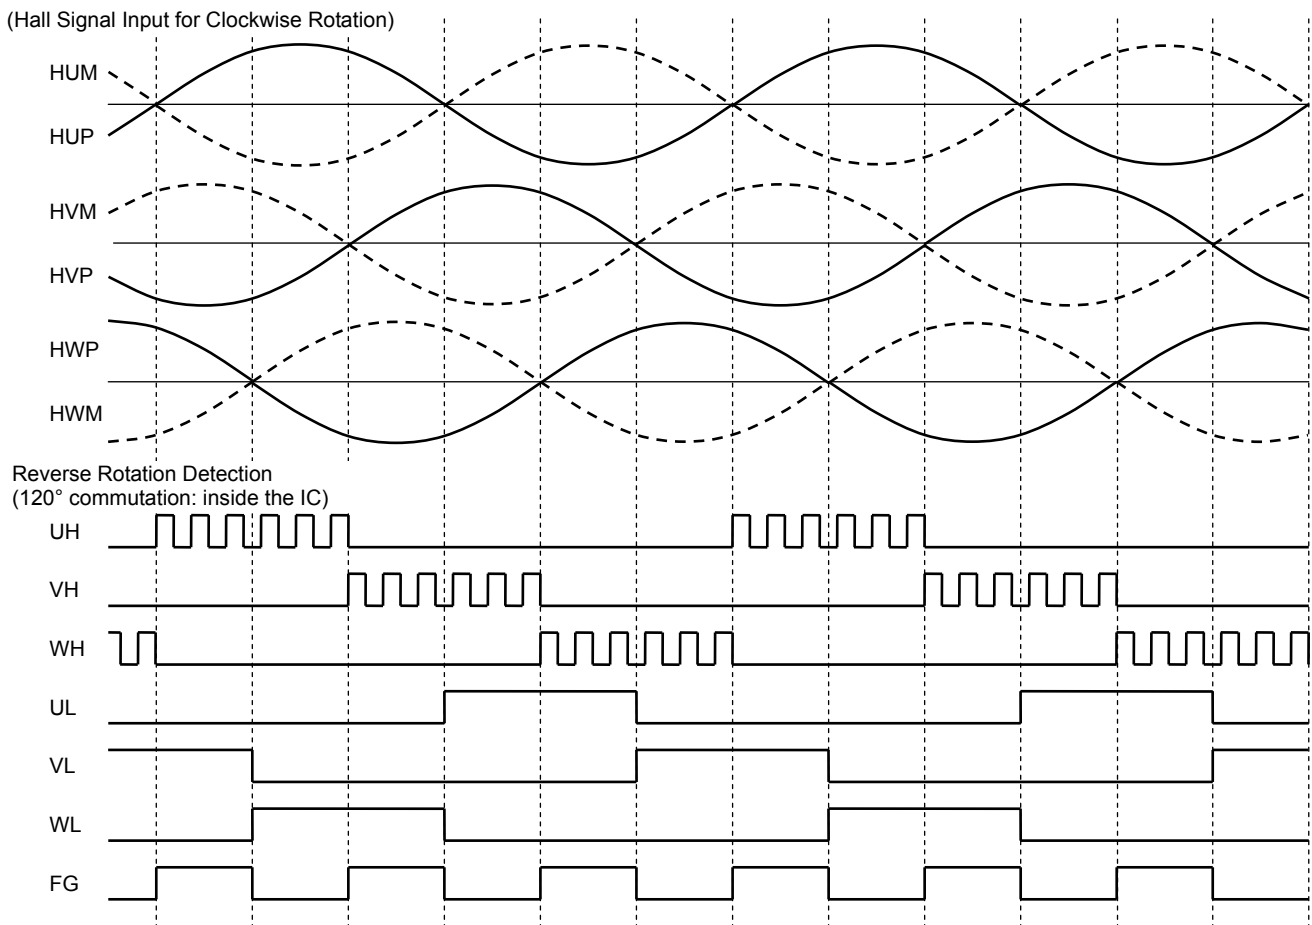 (Hall Signal Input for Clockwise Rotation)
HUM
HUP
HVM
HVP
HWP
HWM
Reverse Rotation Detection
(120° commutation: inside the IC)
UH
VH
WH
UL
VL
WL
FG